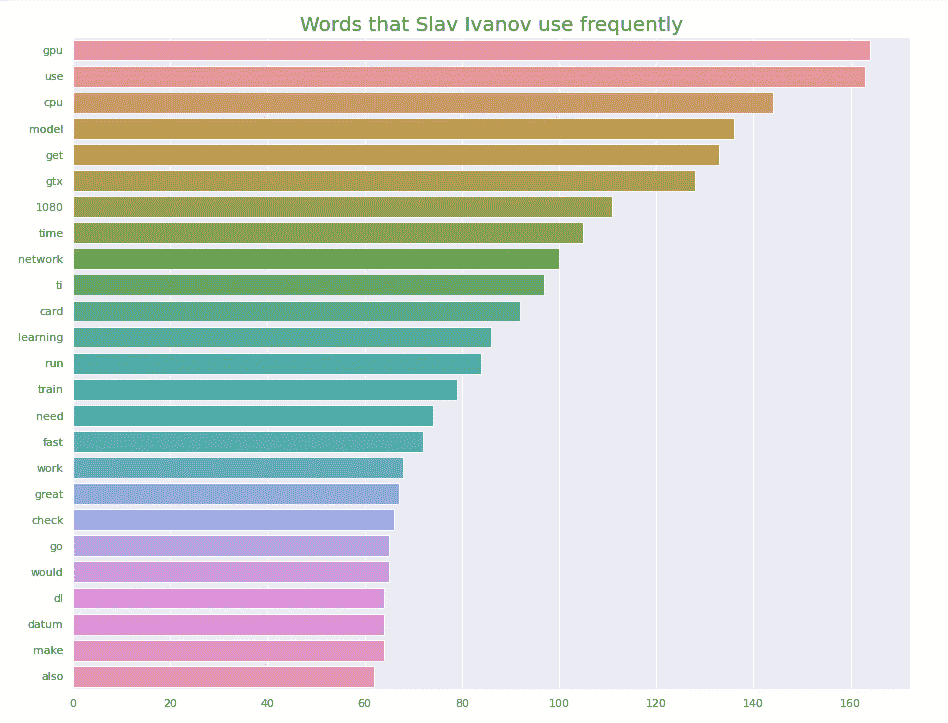 Words that Slav Ivanov use frequently
gpu
use
cpu
model
get
gtx
1080
time
network
ti
card
learning
run
train
need
fast
work
great
check
go
would
dl
datum
make
also
0 20 40 60 80 100 120 140 160